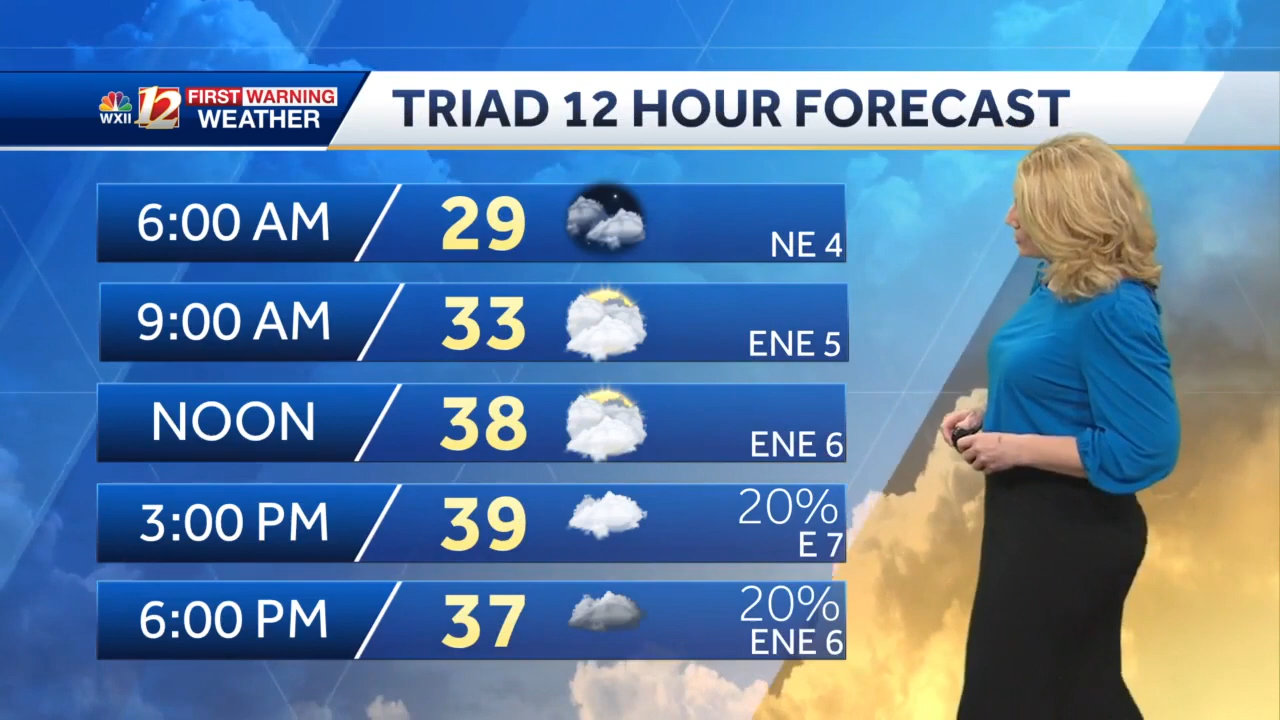 WXII 12 FIRST WARNING
WEATHER
TRIAD 12 HOUR FORECAST
6:00 AM 29 NE 4
9:00 AM 33 ENE 5
NOON 38 ENE 6
3:00 PM 39 20%
E 7
6:00 PM 37 20%
ENE 6